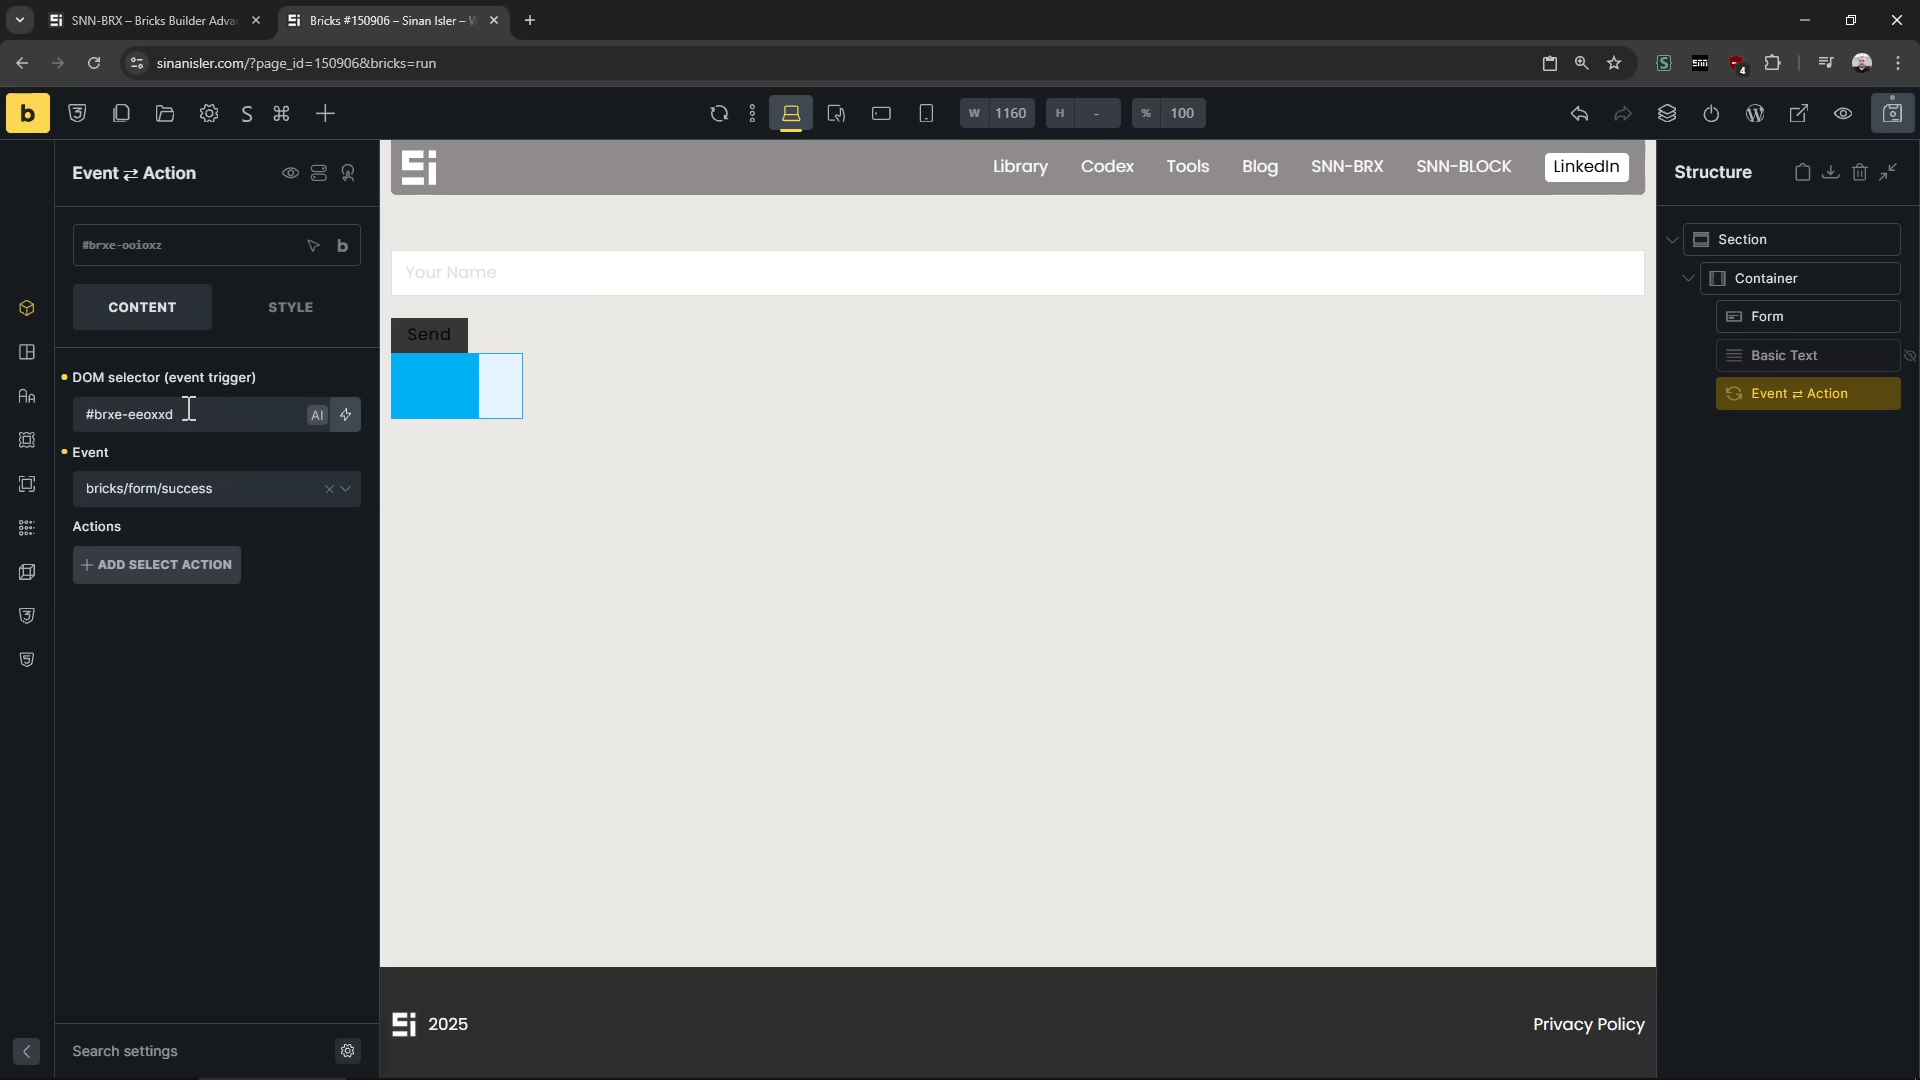 SNN-BRX – Bricks Builder Adva
Bricks #150906 – Sinan Isler – W
sinanisler.com/?page_id=150906&bricks=run
4
b
S
W 1160
H -
% 100
Event ⇄ Action
#brxe-ooioxz
b
CONTENT
STYLE
DOM selector (event trigger)
#brxe-eeoxxd
AI
Event
bricks/form/success
Actions
+ ADD SELECT ACTION
Search settings
Si
Library
Codex
Tools
Blog
SNN-BRX
SNN-BLOCK
LinkedIn
Your Name
Send
Si 2025
Privacy Policy
Structure
Section
Container
Form
Basic Text
Event ⇄ Action